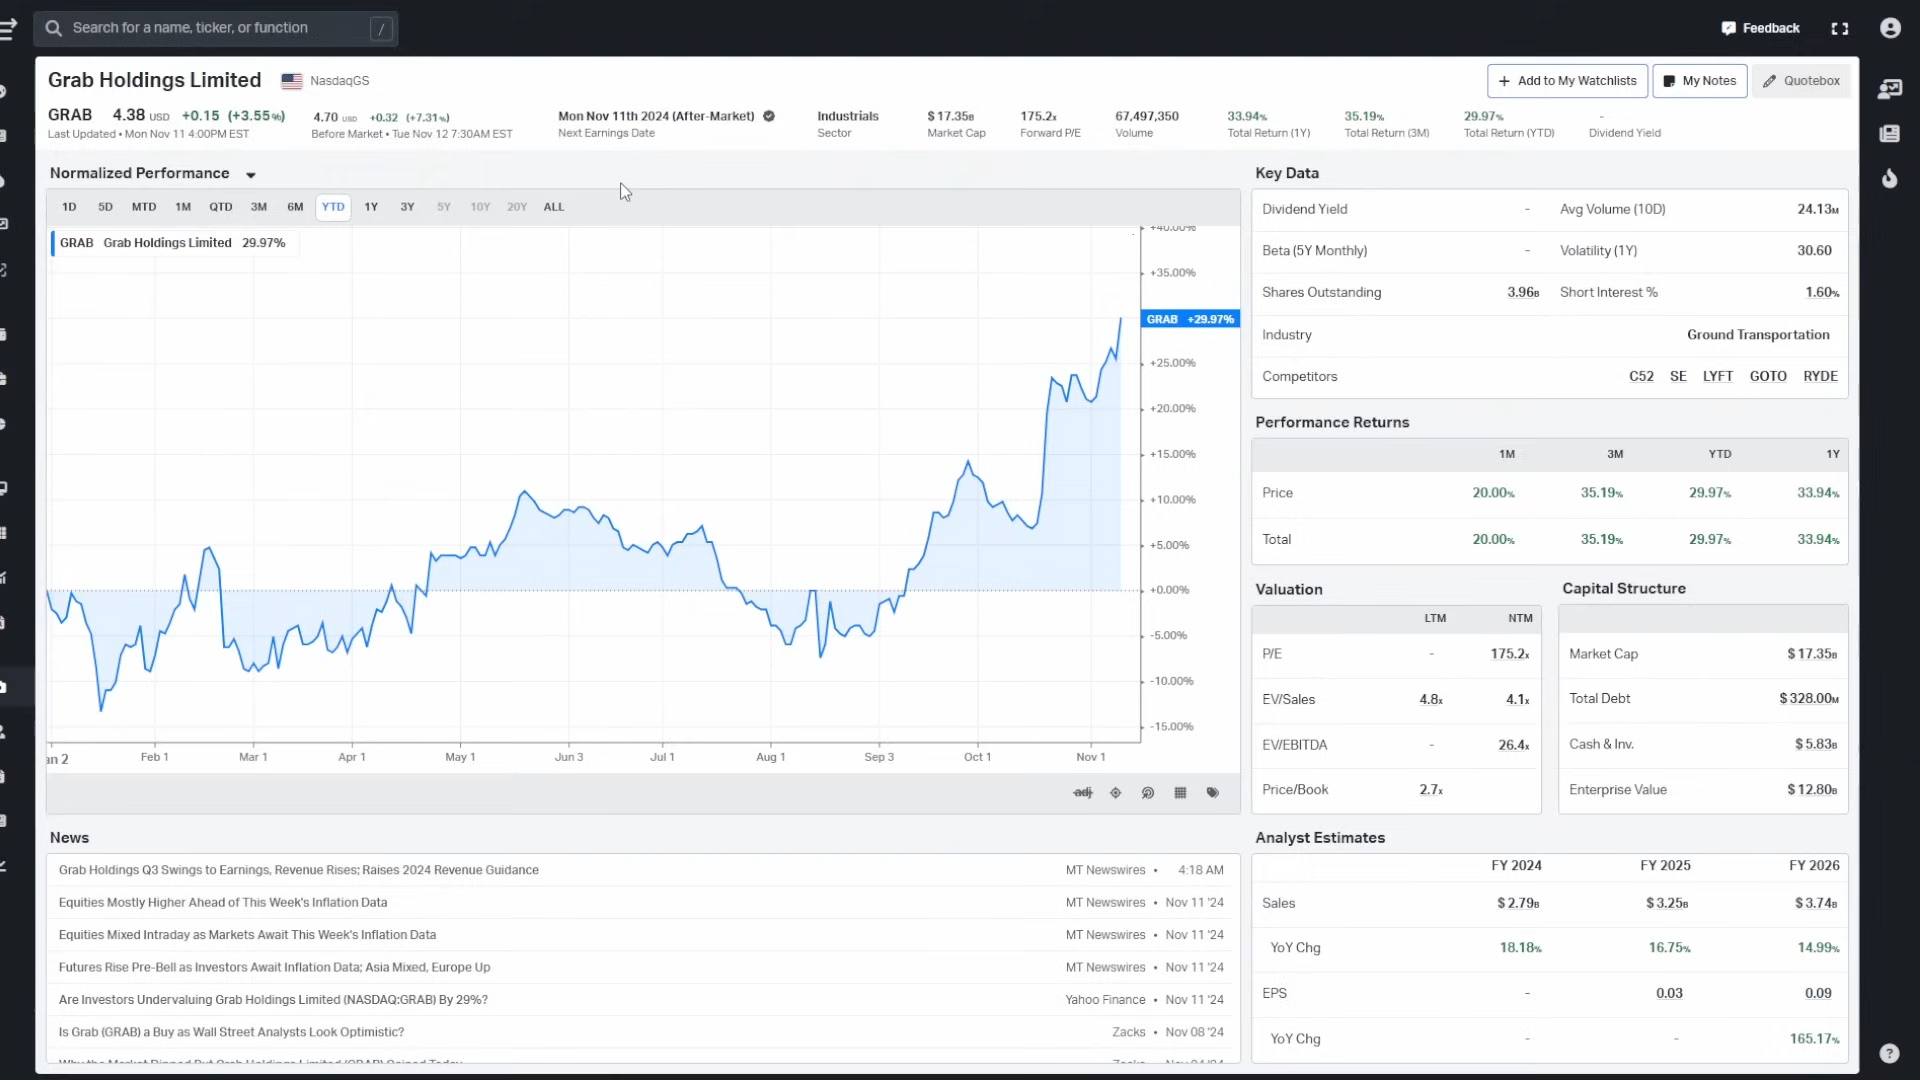 Search for a name, ticker, or function /
Feedback
Grab Holdings Limited NasdaqGS
+ Add to My Watchlists My Notes Quotebox
GRAB 4.38 USD +0.15 (+3.55%) 4.70 USD +0.32 (+7.31%) Mon Nov 11th 2024 (After-Market) Industrials $17.35B 175.2x 67,497,350 33.94% 35.19% 29.97% -
Last Updated • Mon Nov 11 4:00PM EST Before Market • Tue Nov 12 7:30AM EST Next Earnings Date Sector Market Cap Forward P/E Volume Total Return (1Y) Total Return (3M) Total Return (YTD) Dividend Yield
Normalized Performance
1D 5D MTD 1M QTD 3M 6M YTD 1Y 3Y 5Y 10Y 20Y ALL
GRAB Grab Holdings Limited 29.97%
+40.00%
+35.00%
GRAB +29.97%
+25.00%
+20.00%
+15.00%
+10.00%
+5.00%
+0.00%
-5.00%
-10.00%
-15.00%
an 2 Feb 1 Mar 1 Apr 1 May 1 Jun 3 Jul 1 Aug 1 Sep 3 Oct 1 Nov 1
adj
Key Data
Dividend Yield - Avg Volume (10D) 24.13M
Beta (5Y Monthly) - Volatility (1Y) 30.60
Shares Outstanding 3.96B Short Interest % 1.60%
Industry Ground Transportation
Competitors C52 SE LYFT GOTO RYDE
Performance Returns
1M 3M YTD 1Y
Price 20.00% 35.19% 29.97% 33.94%
Total 20.00% 35.19% 29.97% 33.94%
Valuation
LTM NTM
P/E - 175.2x
EV/Sales 4.8x 4.1x
EV/EBITDA - 26.4x
Price/Book 2.7x
Capital Structure
Market Cap $17.35B
Total Debt $328.00M
Cash & Inv. $5.83B
Enterprise Value $12.80B
News
Grab Holdings Q3 Swings to Earnings, Revenue Rises; Raises 2024 Revenue Guidance MT Newswires • 4:18 AM
Equities Mostly Higher Ahead of This Week's Inflation Data MT Newswires • Nov 11 '24
Equities Mixed Intraday as Markets Await This Week's Inflation Data MT Newswires • Nov 11 '24
Futures Rise Pre-Bell as Investors Await Inflation Data; Asia Mixed, Europe Up MT Newswires • Nov 11 '24
Are Investors Undervaluing Grab Holdings Limited (NASDAQ:GRAB) By 29%? Yahoo Finance • Nov 11 '24
Is Grab (GRAB) a Buy as Wall Street Analysts Look Optimistic? Zacks • Nov 08 '24
Analyst Estimates
FY 2024 FY 2025 FY 2026
Sales $2.79B $3.25B $3.74B
YoY Chg 18.18% 16.75% 14.99%
EPS - 0.03 0.09
YoY Chg - - 165.17%
?